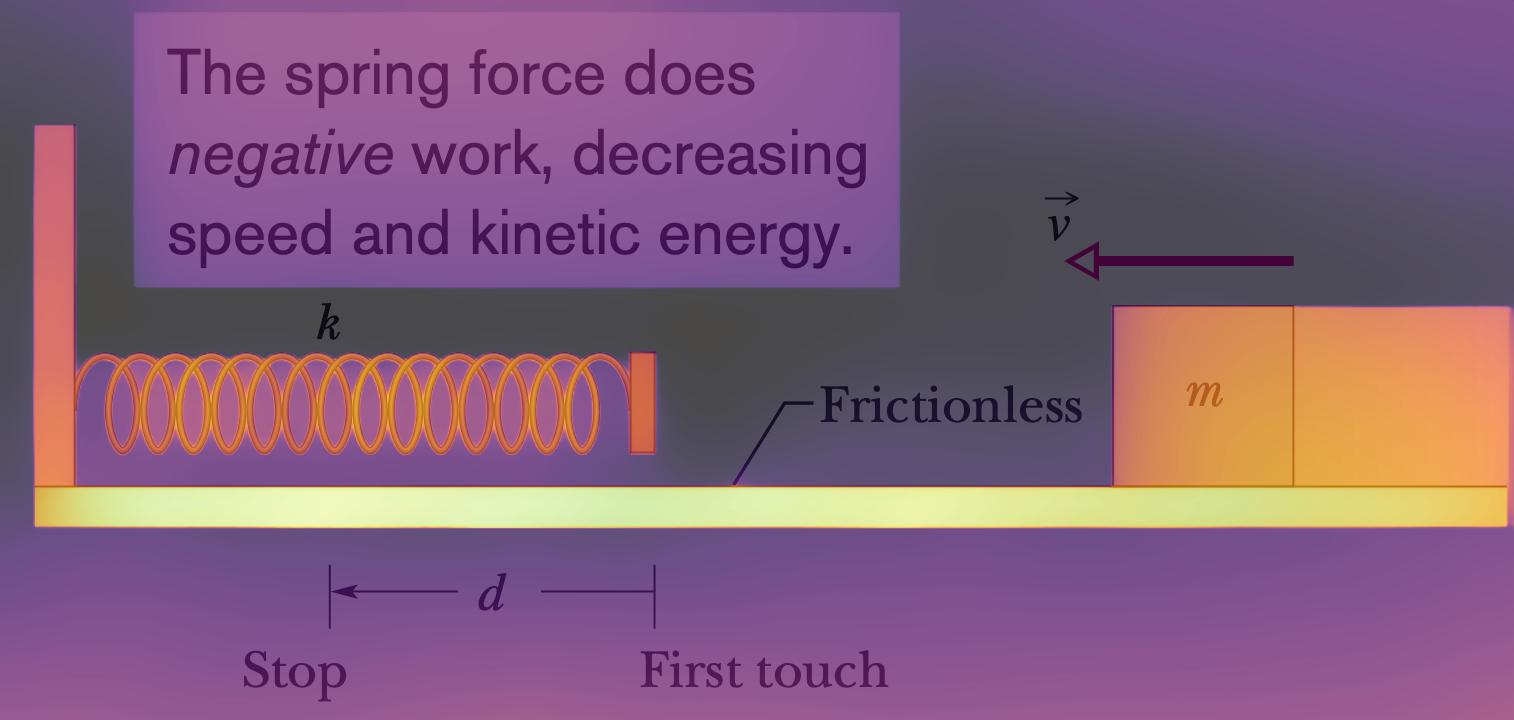 The spring force does
negative work, decreasing
speed and kinetic energy.
v
k
m
Frictionless
d
Stop
First touch